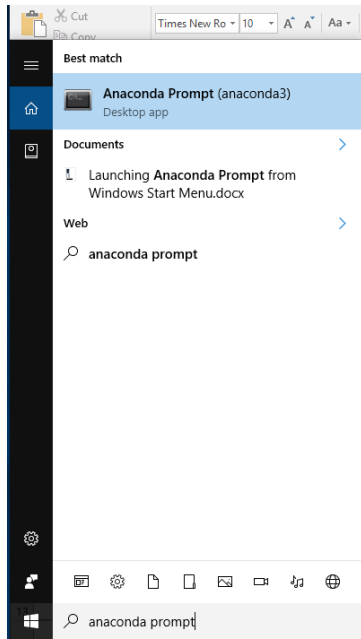 Cut
Times New Ro 10 A A Aa
Copy
Best match
Anaconda Prompt (anaconda3)
Desktop app
Documents
Launching Anaconda Prompt from
Windows Start Menu.docx
Web
anaconda prompt
anaconda prompt